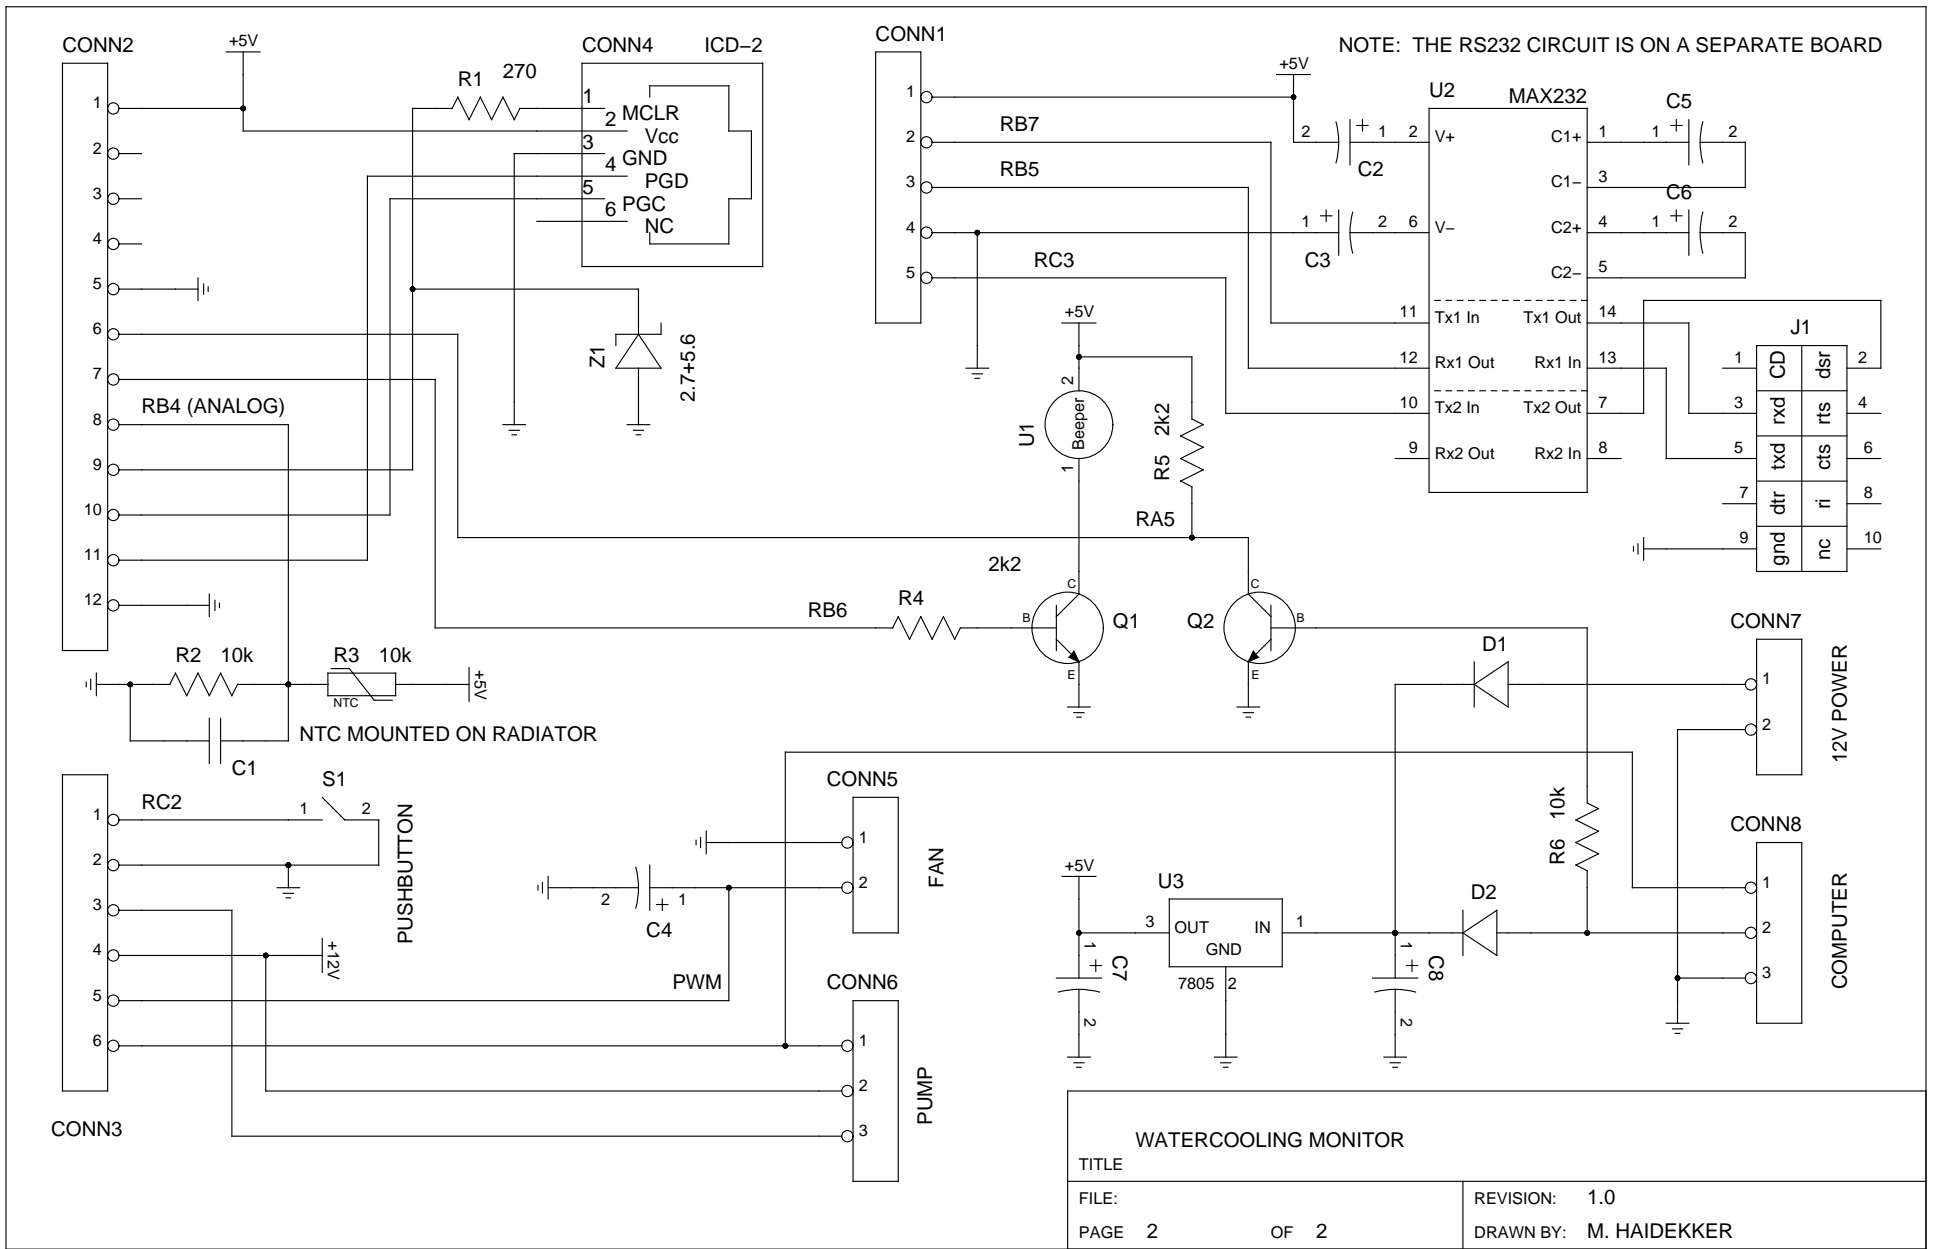 CONN2
+5V
1
2
3
4
5
6
7
8
9
10
11
12
RB4 (ANALOG)
CONN4 ICD−2
R1 270
1 MCLR
2 Vcc
3 GND
4 PGD
5 PGC
6 NC
Z1
2.7+5.6
CONN1
1
2
3
4
5
RB7
RB5
RC3
NOTE: THE RS232 CIRCUIT IS ON A SEPARATE BOARD
+5V
U2
MAX232
2 + 1
C2
1 + 2
C3
2 V+
6 V−
11 Tx1 In
12 Rx1 Out
10 Tx2 In
9 Rx2 Out
C1+ 1
C1− 3
C2+ 4
C2− 5
Tx1 Out 14
Rx1 In 13
Tx2 Out 7
Rx2 In 8
C5
1 + 2
C6
1 + 2
J1
1 CD dsr 2
3 rxd rts 4
5 txd cts 6
7 dtr ri 8
9 gnd nc 10
+5V
2
U1
Beeper
1
R5 2k2
RA5
2k2
RB6
R4
B
C
E
Q1
Q2
C
B
E
R2 10k
R3 10k
NTC
+5V
NTC MOUNTED ON RADIATOR
C1
CONN7
1
2
12V POWER
D1
R6 10k
CONN8
1
2
3
COMPUTER
D2
+5V
U3
3 OUT IN 1
GND
7805 2
1
+
C7
2
1
+
C8
2
RC2
S1
1 2
PUSHBUTTON
1
2
3
4
5
6
+12V
CONN3
CONN5
1
2
FAN
2 + 1
C4
PWM
CONN6
1
2
3
PUMP
WATERCOOLING MONITOR
TITLE
FILE:
REVISION: 1.0
PAGE 2 OF 2
DRAWN BY: M. HAIDEKKER